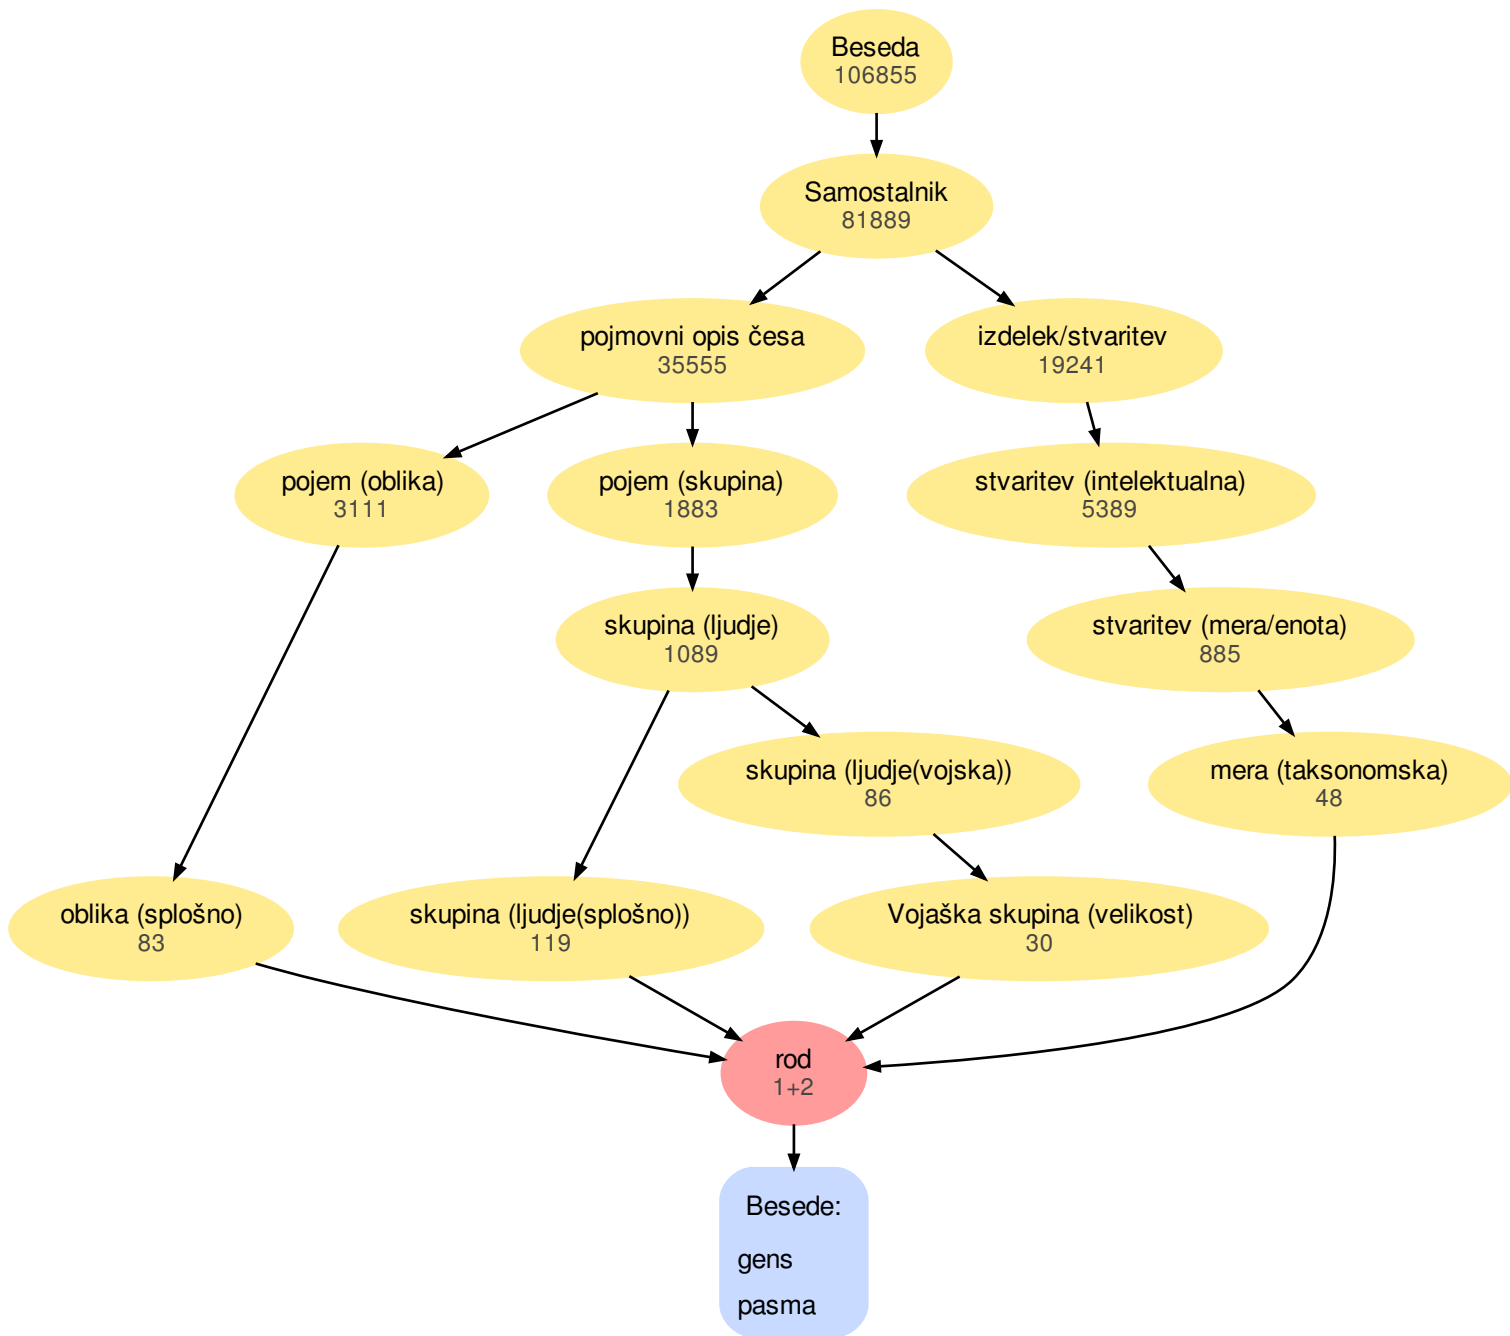 Beseda
106855
Samostalnik
81889
pojmovni opis česa
35555
izdelek/stvaritev
19241
pojem (oblika)
3111
pojem (skupina)
1883
stvaritev (intelektualna)
5389
skupina (ljudje)
1089
stvaritev (mera/enota)
885
skupina (ljudje(vojska))
86
mera (taksonomska)
48
oblika (splošno)
83
skupina (ljudje(splošno))
119
Vojaška skupina (velikost)
30
rod
1+2
Besede:
gens
pasma